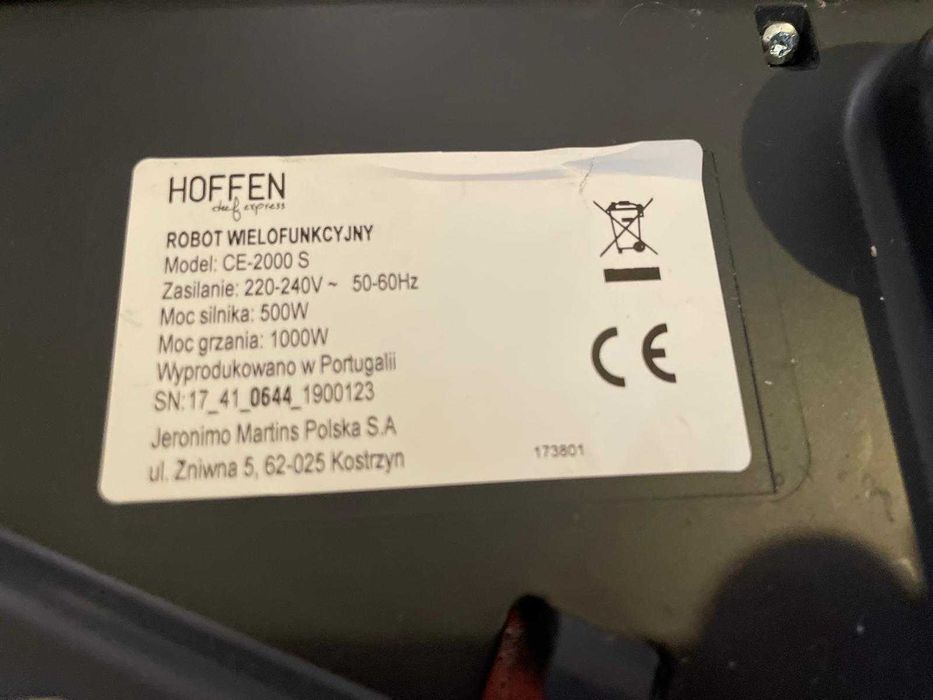 HOFFEN
chef express
ROBOT WIELOFUNKCYJNY
Model: CE-2000 S
Zasilanie: 220-240V ~ 50-60Hz
Moc silnika: 500W
Moc grzania: 1000W
Wyprodukowano w Portugalii
SN:17_41_0644_1900123
Jeronimo Martins Polska S.A
ul. Żniwna 5, 62-025 Kostrzyn
173801
CE